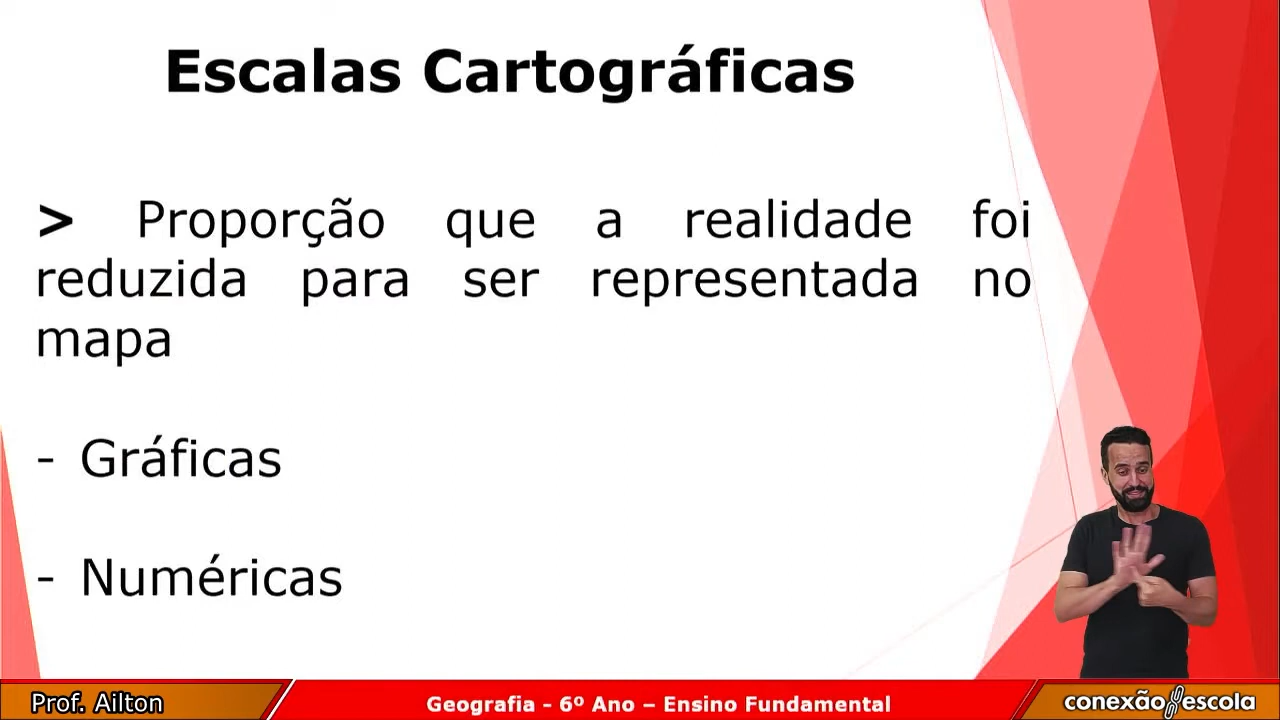 Escalas Cartográficas
> Proporção que a realidade foi
reduzida para ser representada no
mapa
- Gráficas
- Numéricas
Prof. Ailton
Geografia - 6º Ano – Ensino Fundamental
conexão escola